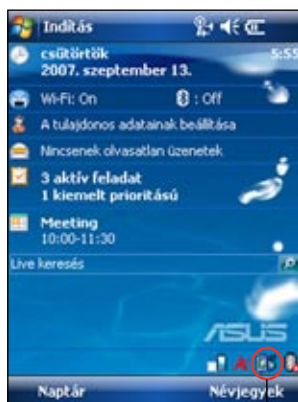 Indítás
csütörtök 5:55
2007. szeptember 13.
Wi-Fi: On : Off
A tulajdonos adatainak beállítása
Nincsenek olvasatlan üzenetek
3 aktív feladat
1 kiemelt prioritású
Meeting
10:00-11:30
Live keresés
ASUS
Naptár Névjegyek